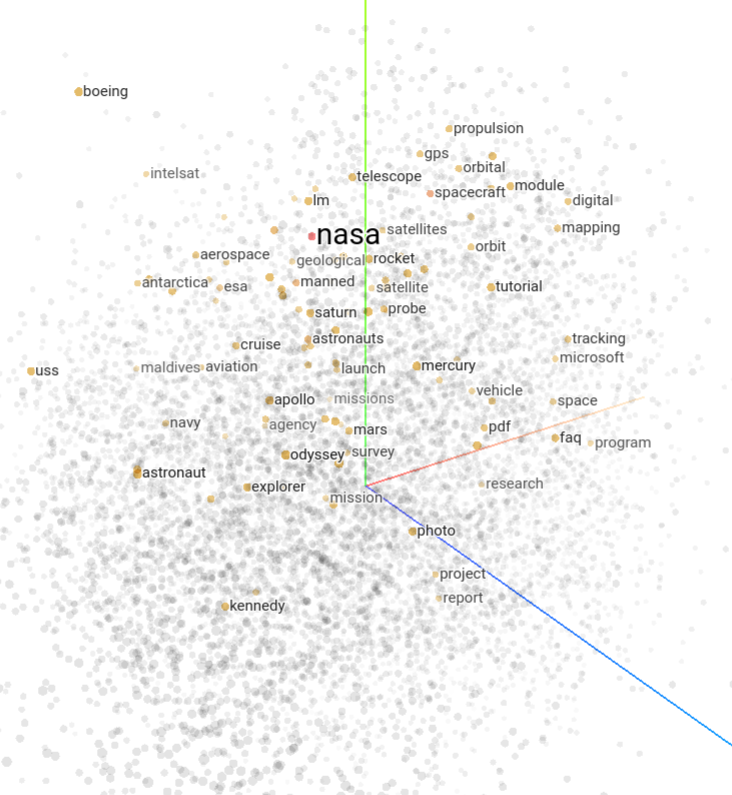 boeing
propulsion
gps
orbital
intelsat
telescope
module
spacecraft
lm
digital
mapping
satellites
nasa
orbit
aerospace
geological
rocket
antarctica
esa
manned
satellite
tutorial
saturn
probe
astronauts
tracking
cruise
microsoft
maldives
aviation
launch
mercury
uss
vehicle
apollo
missions
space
navy
agency
mars
pdf
faq
program
odyssey
survey
astronaut
explorer
mission
research
photo
project
report
kennedy